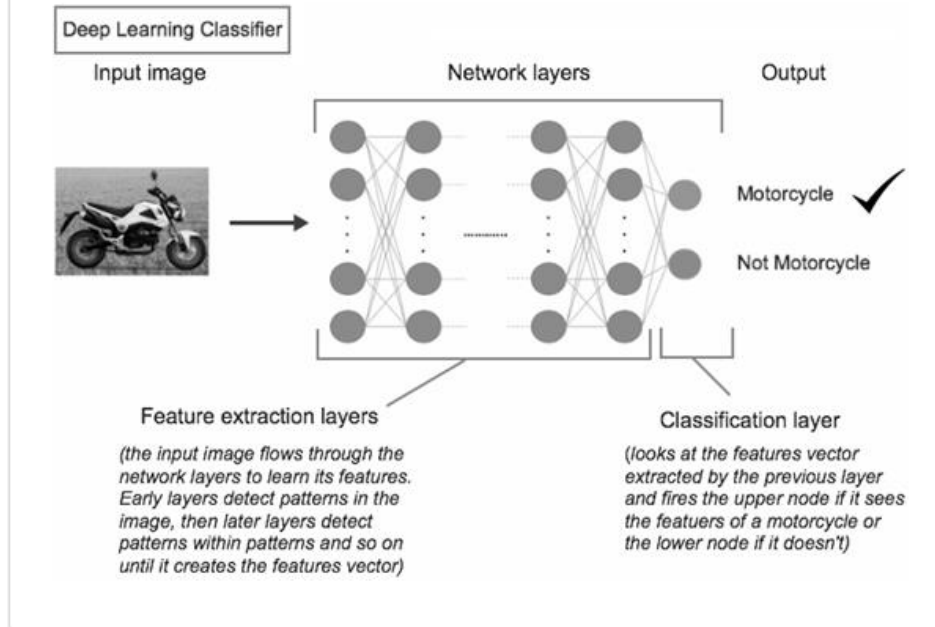 Deep Learning Classifier
Input image
Network layers
Output
Motorcycle
Not Motorcycle
Feature extraction layers
(the input image flows through the
network layers to learn its features.
Early layers detect patterns in the
image, then later layers detect
patterns within patterns and so on
until it creates the features vector)
Classification layer
(looks at the features vector
extracted by the previous layer
and fires the upper node if it sees
the featuers of a motorcycle or
the lower node if it doesn't)